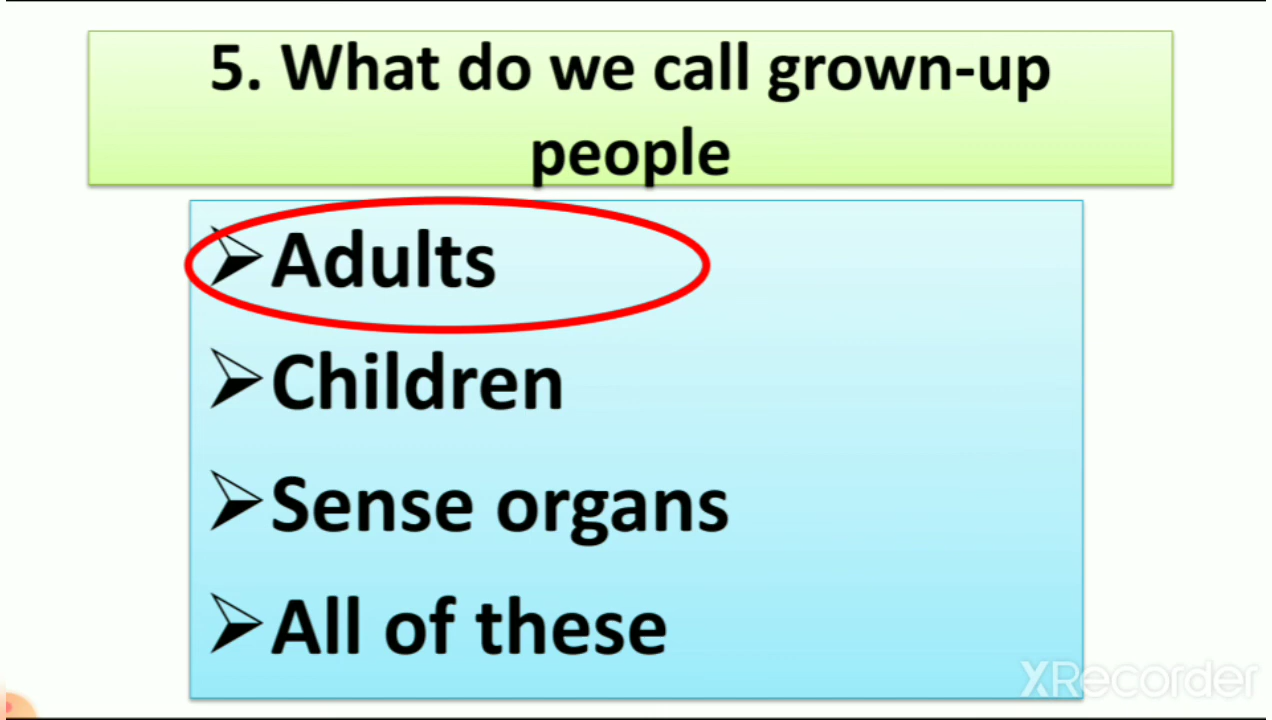 5. What do we call grown-up
people
Adults
Children
Sense organs
All of these
XRecorder